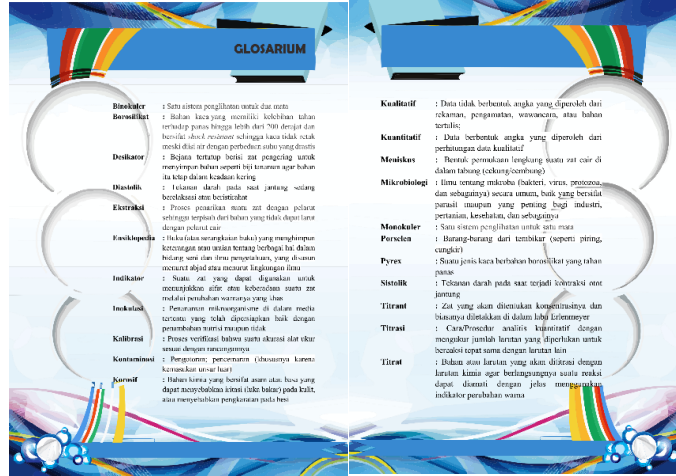 GLOSARIUM
Binokuler : Satu sistem penglihatan untuk dua mata
Borosilikat : Bahan kaca yang memiliki kelebihan tahan
terhadap panas hingga lebih dari 200 derajat dan
bersifat shock resistant sehingga kaca tidak retak
meski diisi air dengan perbedaan suhu yang drastis
Desikator : Bejana tertutup berisi zat pengering untuk
menyimpan bahan seperti biji tanaman agar bahan
itu tetap dalam keadaan kering
Diastolik : Tekanan darah pada saat jantung sedang
berelaksasi atau beristirahat
Ekstraksi : Proses penarikan suatu zat dengan pelarut
sehingga terpisah dari bahan yang tidak dapat larut
dengan pelarut cair
Ensiklopedia : Buku (atau serangkaian buku) yang menghimpun
keterangan atau uraian tentang berbagai hal dalam
bidang seni dan ilmu pengetahuan, yang disusun
menurut abjad atau menurut lingkungan ilmu
Indikator : Suatu zat yang dapat digunakan untuk
menunjukkan sifat atau keberadaan suatu zat
melalui perubahan warnanya yang khas
Inokulasi : Penanaman mikroorganisme di dalam media
tertentu yang telah dipersiapkan baik dengan
penambahan nutrisi maupun tidak
Kalibrasi : Proses verifikasi bahwa suatu akurasi alat ukur
sesuai dengan rancangannya
Kontaminasi : Pengotoran; pencemaran (khususnya karena
kemasukan unsur luar)
Korosif : Bahan kimia yang bersifat asam atau basa yang
dapat menyebabkan iritasi (luka bakar) pada kulit,
atau menyebabkan pengkaratan pada besi
Kualitatif : Data tidak berbentuk angka yang diperoleh dari
rekaman, pengamatan, wawancara, atau bahan
tertulis;
Kuantitatif : Data berbentuk angka yang diperoleh dari
perhitungan data kualitatif
Meniskus : Bentuk permukaan lengkung suatu zat cair di
dalam tabung (cekung/cembung)
Mikrobiologi : Ilmu tentang mikroba (bakteri, virus, protozoa,
dan sebagainya) secara umum, baik yang bersifat
parasit maupun yang penting bagi industri,
pertanian, kesehatan, dan sebagainya
Monokuler : Satu sistem penglihatan untuk satu mata
Porselen : Barang-barang dari tembikar (seperti piring,
cangkir)
Pyrex : Suatu jenis kaca berbahan borosilikat yang tahan
panas
Sistolik : Tekanan darah pada saat terjadi kontraksi otot
jantung
Titrant : Zat yang akan ditentukan konsentrasinya dan
biasanya diletakkan di dalam labu Erlenmeyer
Titrasi : Cara/Prosedur analitis kuantitatif dengan
mengukur jumlah larutan yang diperlukan untuk
bereaksi tepat sama dengan larutan lain
Titrat : Bahan atau larutan yang akan dititrasi dengan
larutan kimia agar berlangsungnya suatu reaksi
dapat diamati dengan jelas menggunakan
indikator perubahan warna